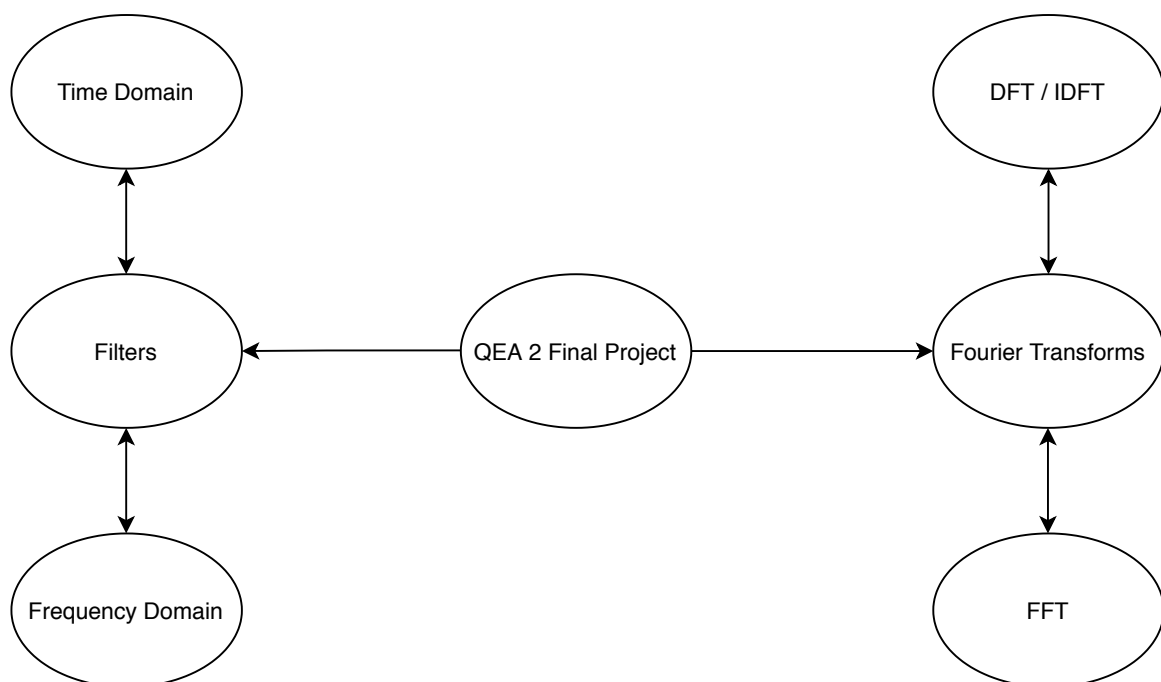 Time Domain
DFT / IDFT
Filters
QEA 2 Final Project
Fourier Transforms
Frequency Domain
FFT